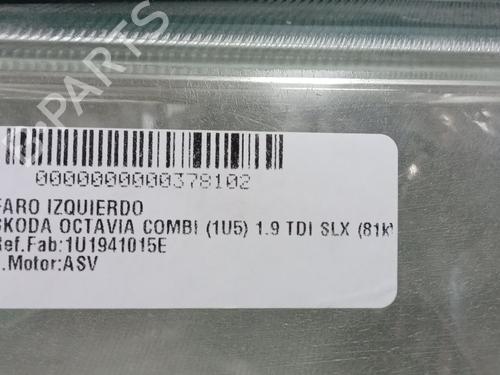 0000000000378102
FARO IZQUIERDO
SKODA OCTAVIA COMBI (1U5) 1.9 TDI SLX (81K
Ref.Fab:1U1941015E
.Motor:ASV
B-PARTS